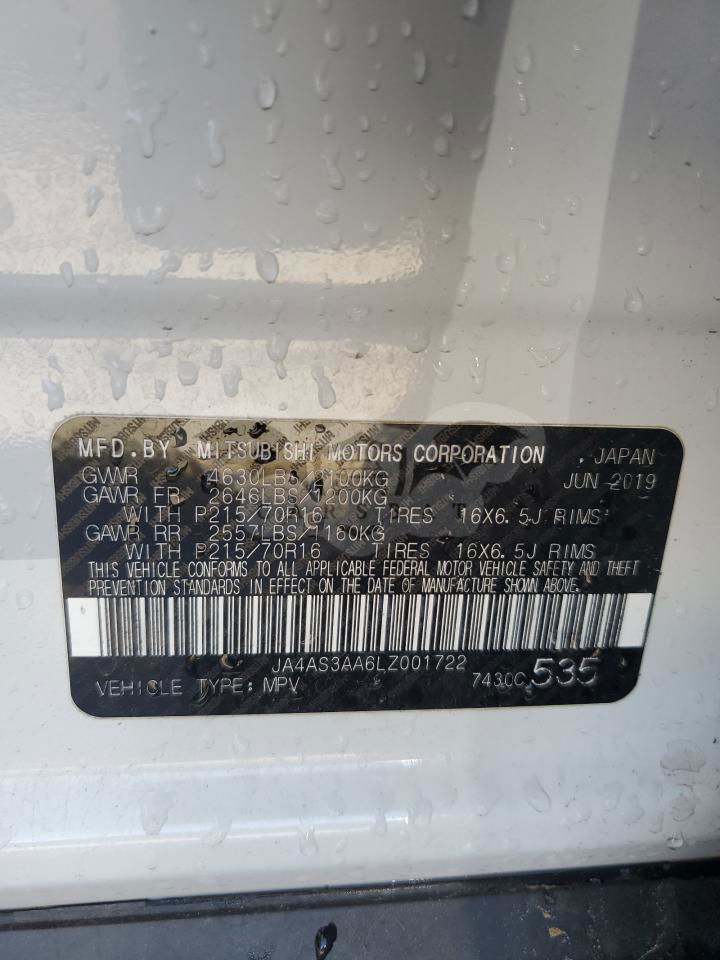 MFD.BY MITSUBISHI MOTORS CORPORATION JAPAN
GWWR 4630LBS/2100KG JUN 2019
GAWR FR 2646LBS/1200KG
WITH P215/70R16 TIRES 16X6.5J RIMS
GAWR RR 2557LBS/1160KG
WITH P215/70R16 TIRES 16X6.5J RIMS
THIS VEHICLE CONFORMS TO ALL APPLICABLE FEDERAL MOTOR VEHICLE SAFETY AND THEFT
PREVENTION STANDARDS IN EFFECT ON THE DATE OF MANUFACTURE SHOWN ABOVE.
JA4AS3AA6LZ001722
VEHICLE TYPE: MPV 7430C 535